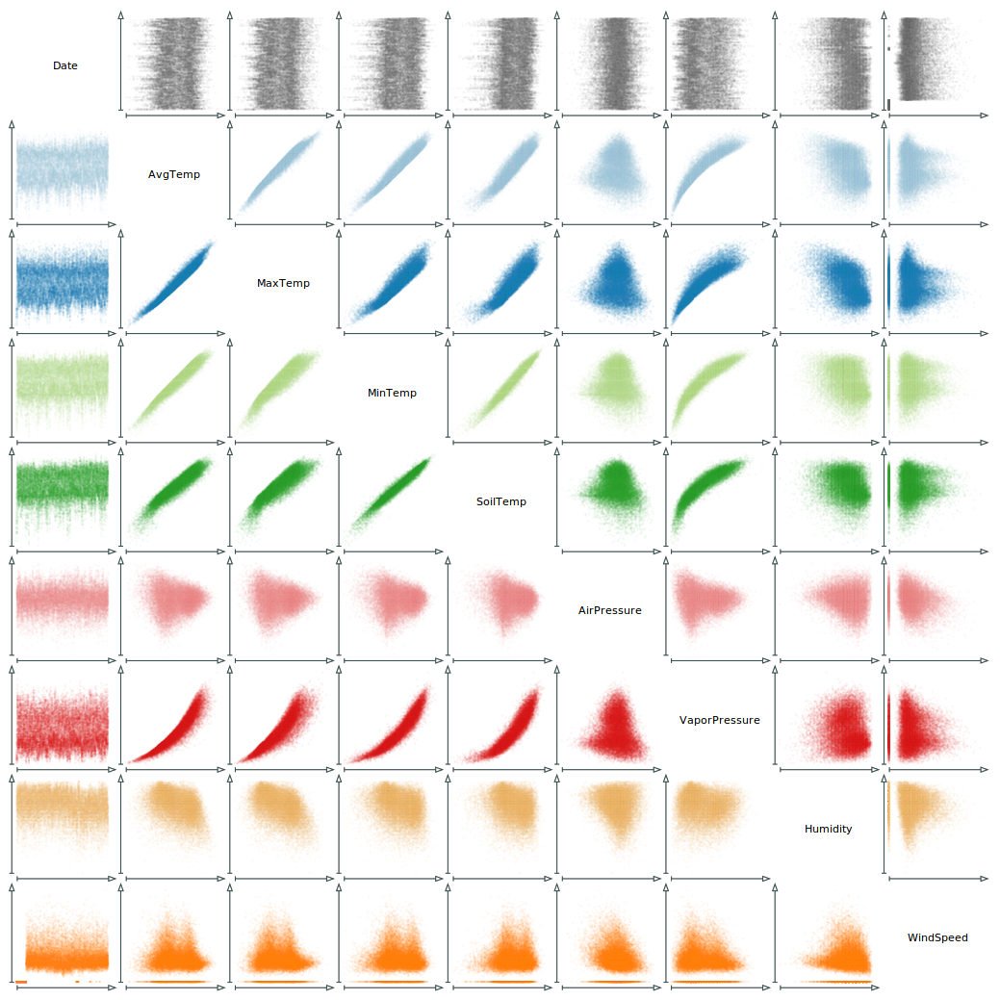 Date
AvgTemp
MaxTemp
MinTemp
SoilTemp
AirPressure
VaporPressure
Humidity
WindSpeed